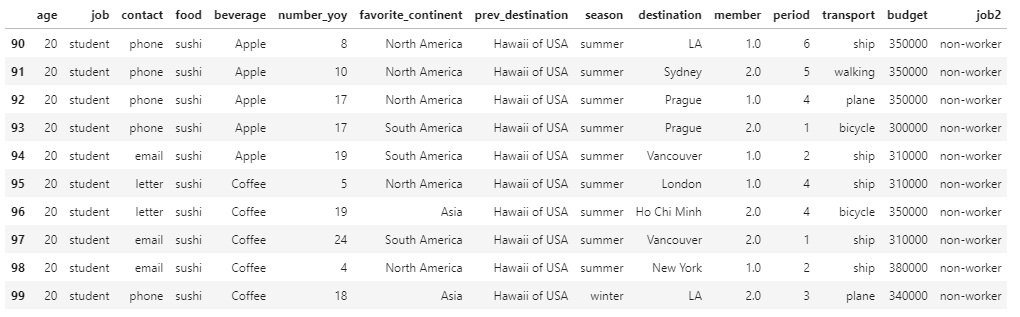 age job contact food beverage number_yoy favorite_continent prev_destination season destination member period transport budget job2
90 20 student phone sushi Apple 8 North America Hawaii of USA summer LA 1.0 6 ship 350000 non-worker
91 20 student phone sushi Apple 10 North America Hawaii of USA summer Sydney 2.0 5 walking 350000 non-worker
92 20 student phone sushi Apple 17 North America Hawaii of USA summer Prague 1.0 4 plane 350000 non-worker
93 20 student phone sushi Apple 17 South America Hawaii of USA summer Prague 2.0 1 bicycle 300000 non-worker
94 20 student email sushi Apple 19 South America Hawaii of USA summer Vancouver 1.0 2 ship 310000 non-worker
95 20 student letter sushi Coffee 5 North America Hawaii of USA summer London 1.0 4 ship 310000 non-worker
96 20 student letter sushi Coffee 19 Asia Hawaii of USA summer Ho Chi Minh 2.0 4 bicycle 350000 non-worker
97 20 student email sushi Coffee 24 South America Hawaii of USA summer Vancouver 2.0 1 ship 310000 non-worker
98 20 student email sushi Coffee 4 North America Hawaii of USA summer New York 1.0 2 ship 380000 non-worker
99 20 student phone sushi Coffee 18 Asia Hawaii of USA winter LA 2.0 3 plane 340000 non-worker